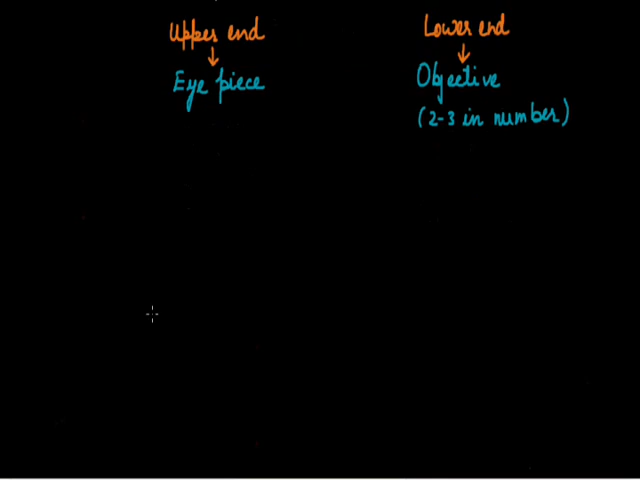 Upper end
Lower end
Eye piece
Objective
(2-3 in number)